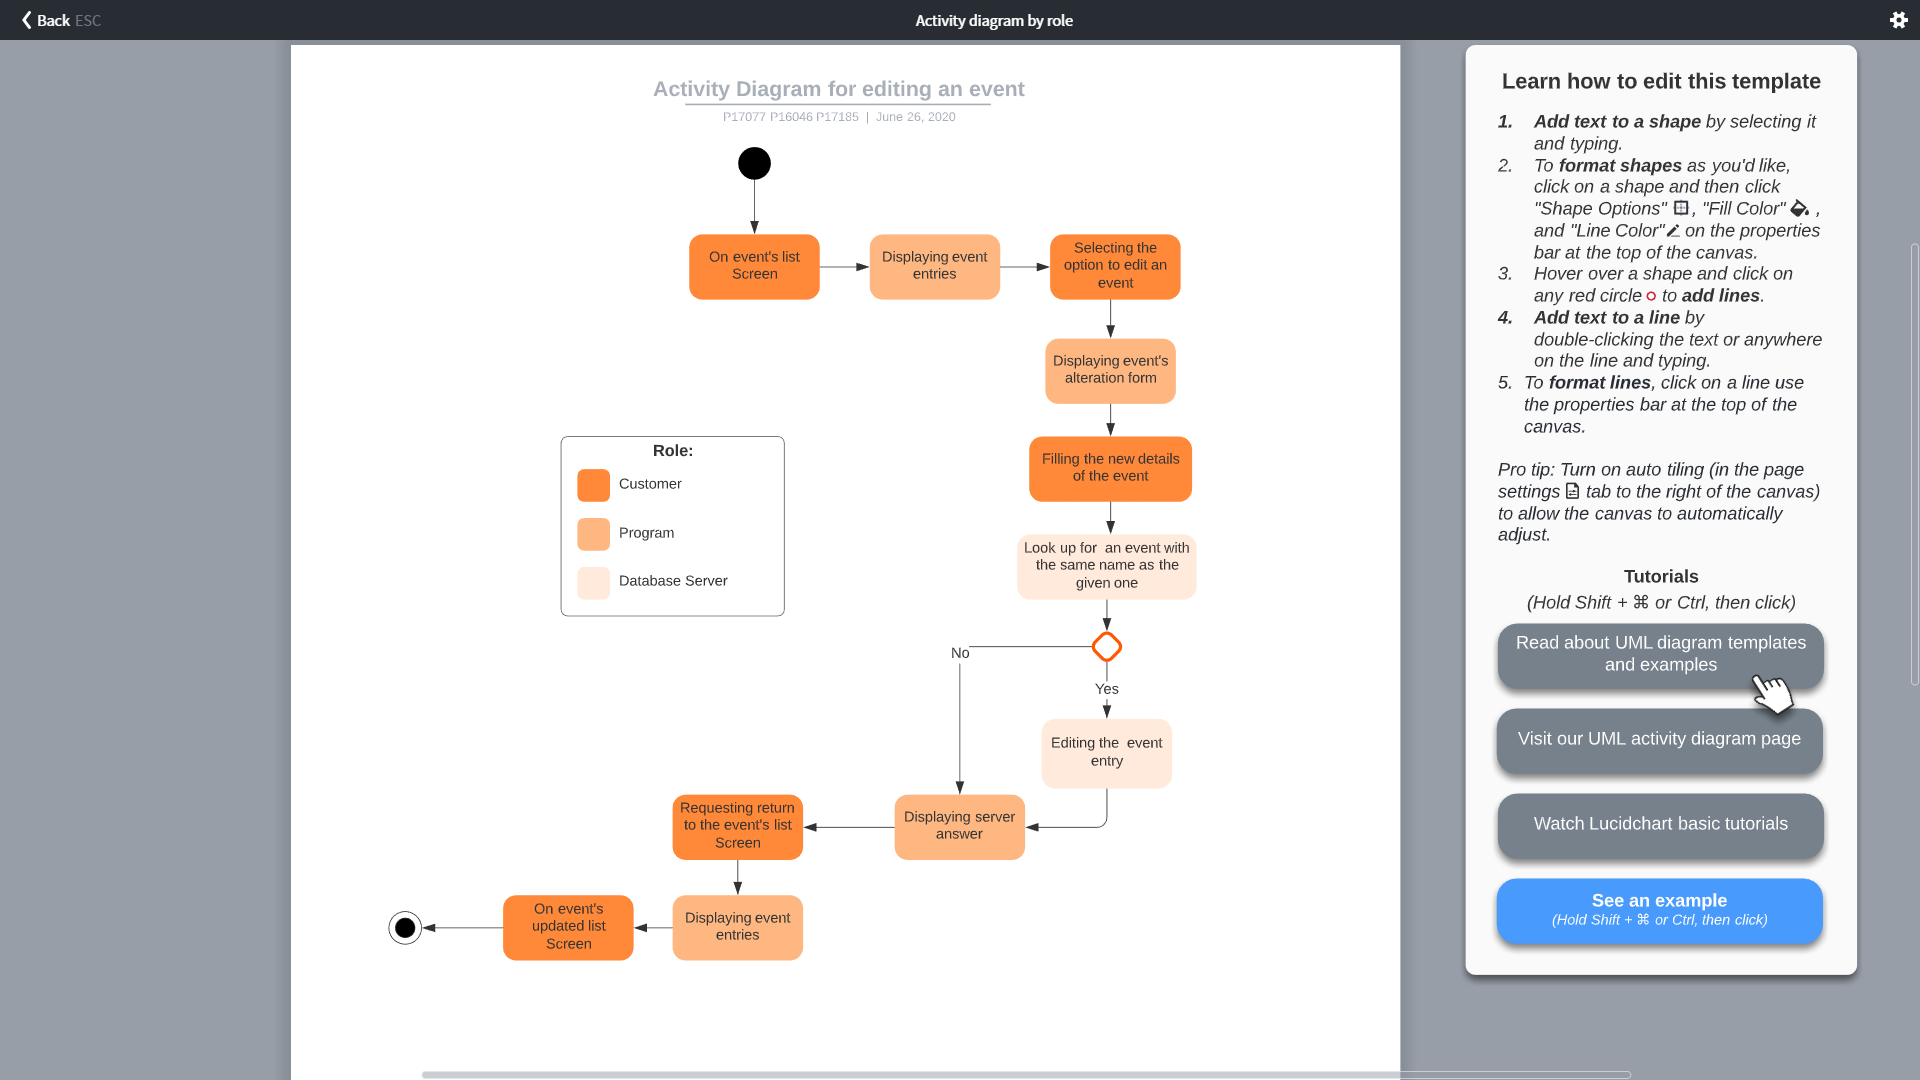 Back ESC
Activity diagram by role
Activity Diagram for editing an event
P17077 P16046 P17185 | June 26, 2020
On event's list
Screen
Displaying event
entries
Selecting the
option to edit an
event
Displaying event's
alteration form
Filling the new details
of the event
Look up for an event with
the same name as the
given one
Role:
Customer
Program
Database Server
No
Yes
Editing the event
entry
Displaying server
answer
Requesting return
to the event's list
Screen
Displaying event
entries
On event's
updated list
Screen
Learn how to edit this template
1. Add text to a shape by selecting it
and typing.
2. To format shapes as you'd like,
click on a shape and then click
"Shape Options" , "Fill Color" ,
and "Line Color" on the properties
bar at the top of the canvas.
3. Hover over a shape and click on
any red circle to add lines.
4. Add text to a line by
double-clicking the text or anywhere
on the line and typing.
5. To format lines, click on a line use
the properties bar at the top of the
canvas.
Pro tip: Turn on auto tiling (in the page
settings tab to the right of the canvas)
to allow the canvas to automatically
adjust.
Tutorials
(Hold Shift + ⌘ or Ctrl, then click)
Read about UML diagram templates
and examples
Visit our UML activity diagram page
Watch Lucidchart basic tutorials
See an example
(Hold Shift + ⌘ or Ctrl, then click)